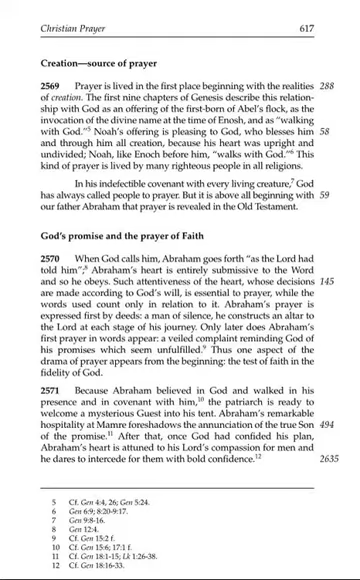 Christian Prayer 617
Creation—source of prayer
2569 Prayer is lived in the first place beginning with the realities 288
of creation. The first nine chapters of Genesis describe this relation-
ship with God as an offering of the first-born of Abel's flock, as the
invocation of the divine name at the time of Enosh, and as "walking
with God."5 Noah's offering is pleasing to God, who blesses him 58
and through him all creation, because his heart was upright and
undivided; Noah, like Enoch before him, "walks with God."6 This
kind of prayer is lived by many righteous people in all religions.
In his indefectible covenant with every living creature,7 God
has always called people to prayer. But it is above all beginning with 59
our father Abraham that prayer is revealed in the Old Testament.
God's promise and the prayer of Faith
2570 When God calls him, Abraham goes forth "as the Lord had
told him";8 Abraham's heart is entirely submissive to the Word
and so he obeys. Such attentiveness of the heart, whose decisions 145
are made according to God's will, is essential to prayer, while the
words used count only in relation to it. Abraham's prayer is
expressed first by deeds: a man of silence, he constructs an altar to
the Lord at each stage of his journey. Only later does Abraham's
first prayer in words appear: a veiled complaint reminding God of
his promises which seem unfulfilled.9 Thus one aspect of the
drama of prayer appears from the beginning: the test of faith in the
fidelity of God.
2571 Because Abraham believed in God and walked in his
presence and in covenant with him,10 the patriarch is ready to
welcome a mysterious Guest into his tent. Abraham's remarkable
hospitality at Mamre foreshadows the annunciation of the true Son 494
of the promise.11 After that, once God had confided his plan,
Abraham's heart is attuned to his Lord's compassion for men and
he dares to intercede for them with bold confidence.12 2635
5 Cf. Gen 4:4, 26; Gen 5:24.
6 Gen 6:9; 8:20-9:17.
7 Gen 9:8-16.
8 Gen 12:4.
9 Cf. Gen 15:2 f.
10 Cf. Gen 15:6; 17:1 f.
11 Cf. Gen 18:1-15; Lk 1:26-38.
12 Cf. Gen 18:16-33.